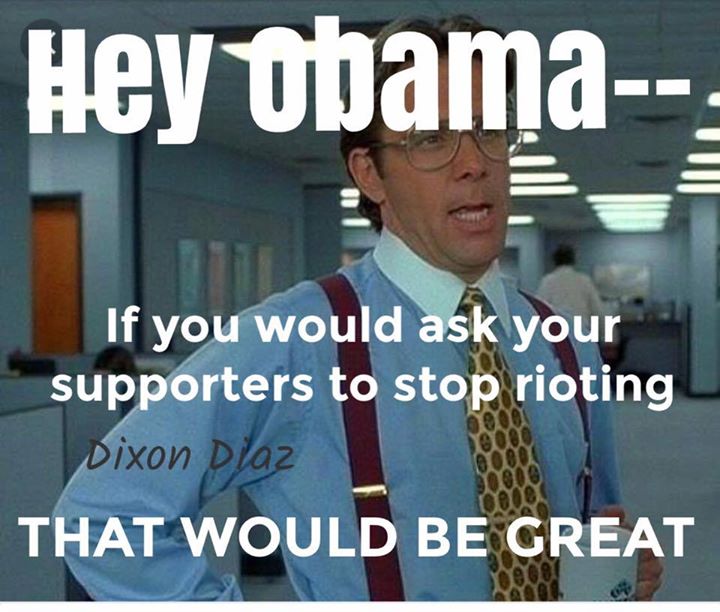 Hey Obama--
If you would ask your
supporters to stop rioting
Dixon Diaz
THAT WOULD BE GREAT